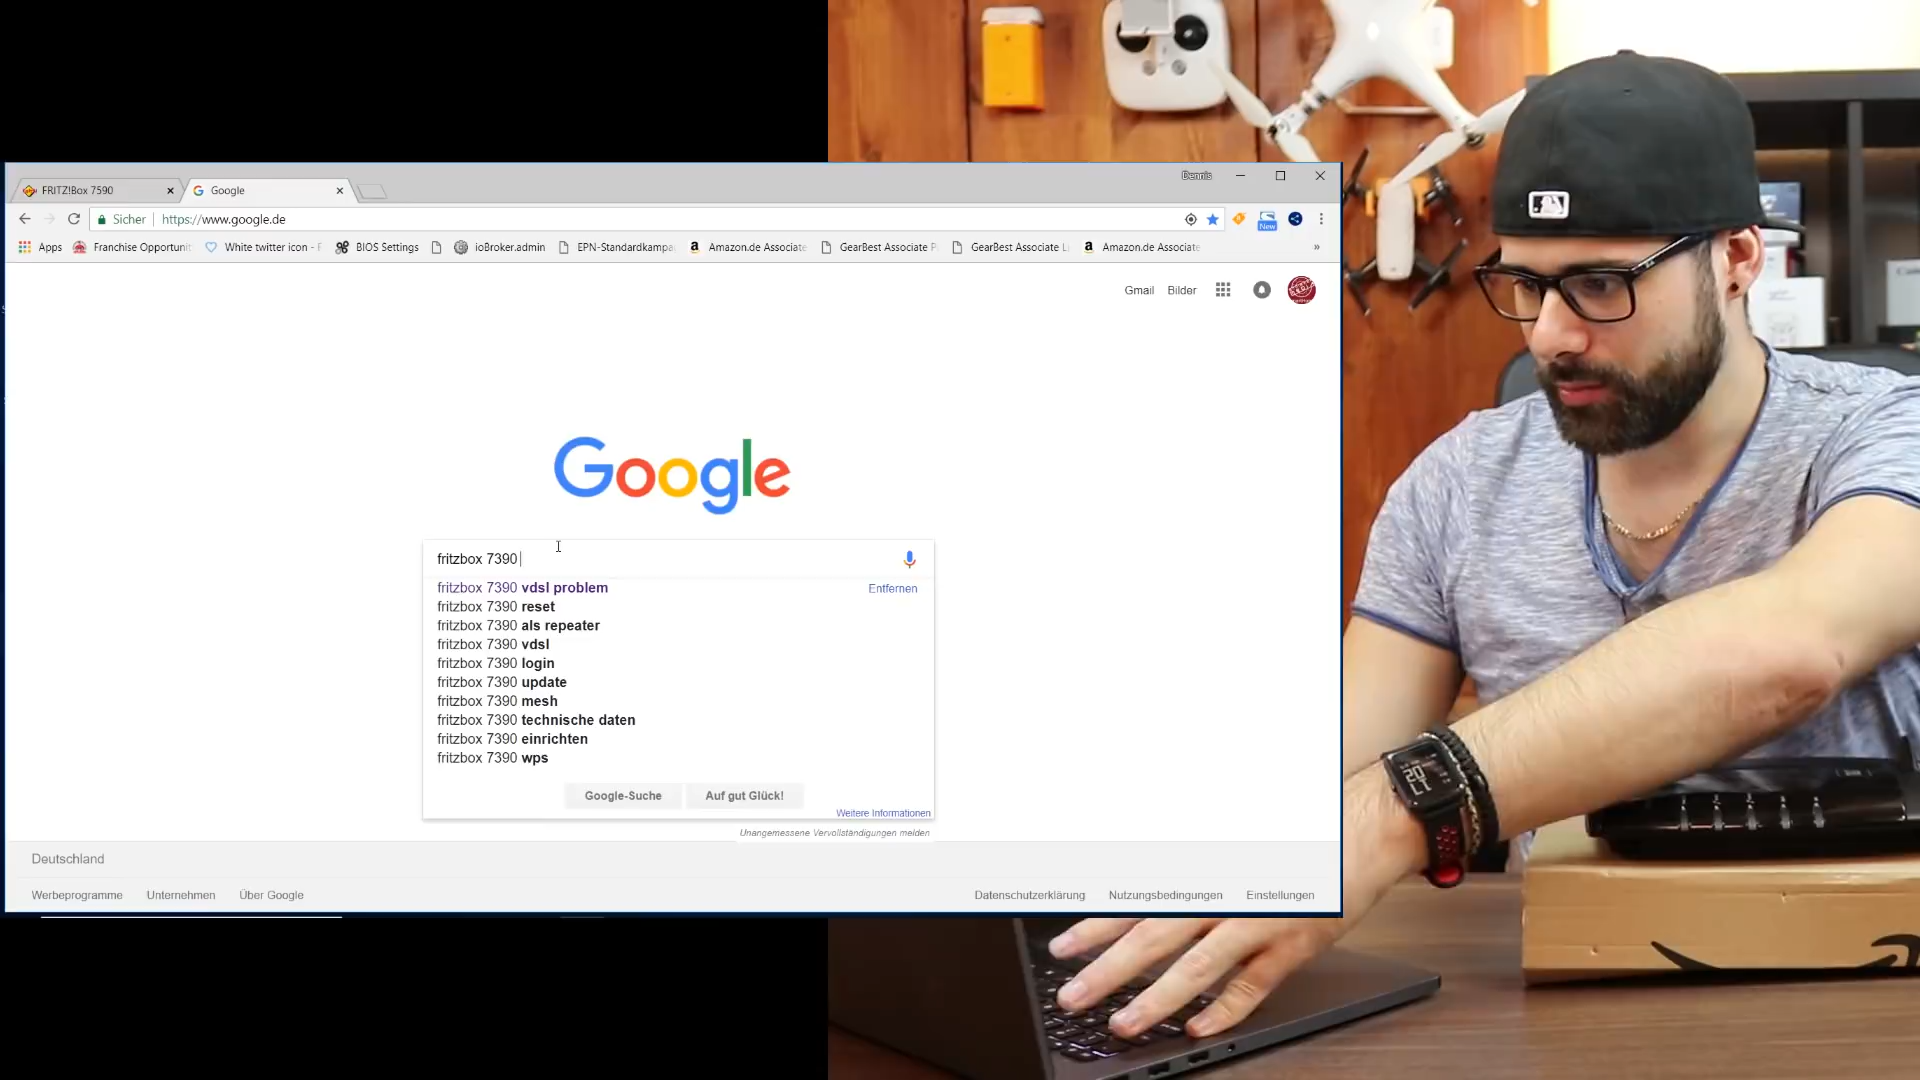 FRITZ!Box 7590
Google
Dennis
Sicher
https://www.google.de
New
Apps
Franchise Opportuni
White twitter icon - F
BIOS Settings
ioBroker.admin
EPN-Standardkampa
Amazon.de Associate
GearBest Associate P
GearBest Associate L
Amazon.de Associate
»
Gmail
Bilder
Google
fritzbox 7390
fritzbox 7390 vdsl problem
Entfernen
fritzbox 7390 reset
fritzbox 7390 als repeater
fritzbox 7390 vdsl
fritzbox 7390 login
fritzbox 7390 update
fritzbox 7390 mesh
fritzbox 7390 technische daten
fritzbox 7390 einrichten
fritzbox 7390 wps
Google-Suche
Auf gut Glück!
Weitere Informationen
Unangemessene Vervollständigungen melden
Deutschland
Werbeprogramme
Unternehmen
Über Google
Datenschutzerklärung
Nutzungsbedingungen
Einstellungen